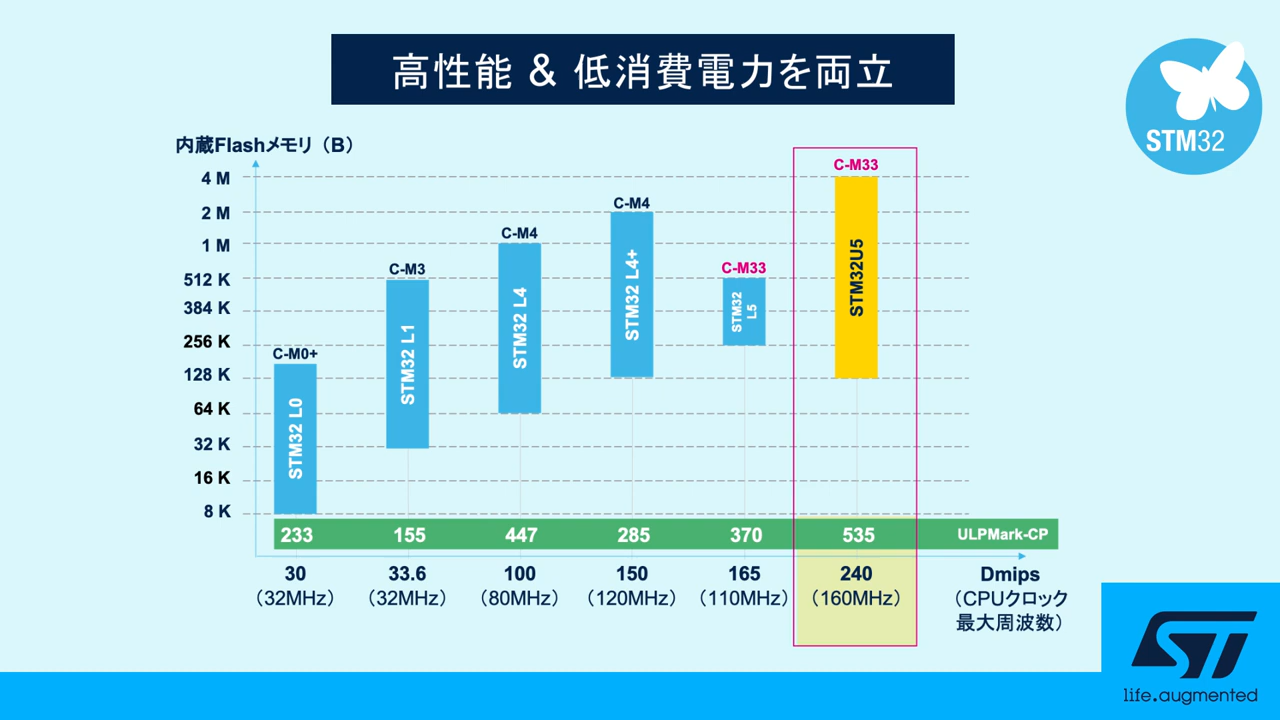 高性能 & 低消費電力を両立
STM32
内蔵Flashメモリ（B）
4 M
2 M
1 M
512 K
384 K
256 K
128 K
64 K
32 K
16 K
8 K
C-M0+
STM32 L0
C-M3
STM32 L1
C-M4
STM32 L4
C-M4
STM32 L4+
C-M33
STM32
L5
C-M33
STM32U5
233 155 447 285 370 535 ULPMark-CP
30 33.6 100 150 165 240 Dmips
（32MHz） （32MHz） （80MHz） （120MHz） （110MHz） （160MHz） （CPUクロック
最大周波数）
ST
life.augmented